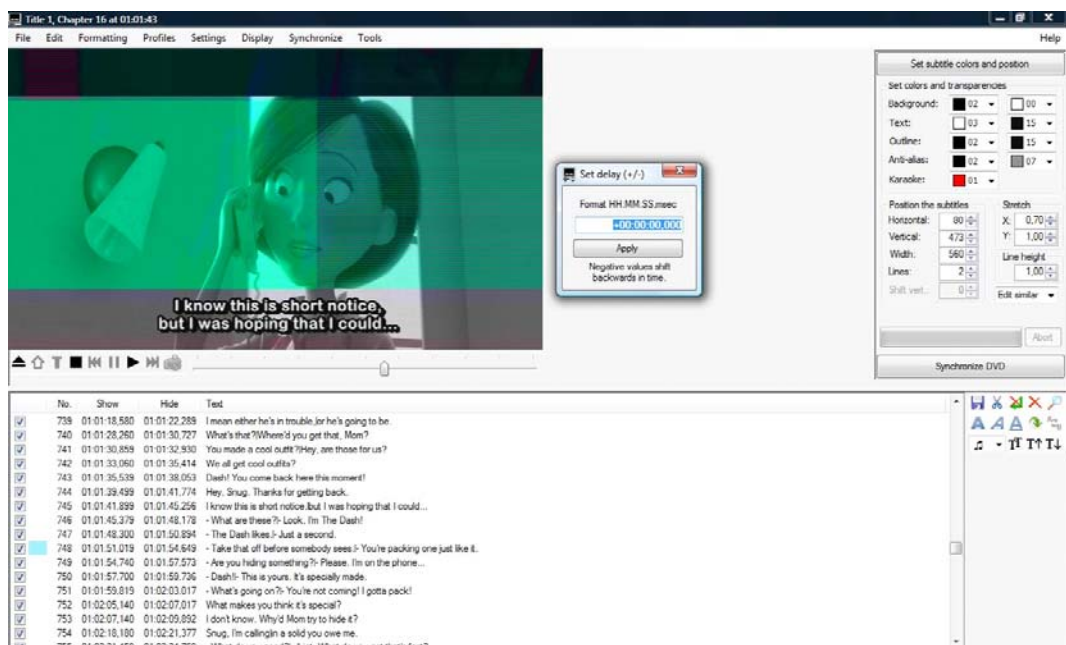 Title 1, Chapter 16 at 01:01:43
File Edit Formatting Profiles Settings Display Synchronize Tools Help
I know this is short notice,
but I was hoping that I could...
Set delay (+/-)
Format HH.MM.SS.msec
+00:00:00,000
Apply
Negative values shift
backwards in time.
Set subtitle colors and position
Set colors and transparencies
Background: 02 00
Text: 03 15
Outline: 02 15
Anti-alias: 02 07
Karaoke: 01
Position the subtitles Stretch
Horizontal: 80 X: 0,70
Vertical: 473 Y: 1,00
Width: 560 Line height
Lines: 2 1,00
Shift vert... 0 Edit similar
Abort
Synchronize DVD
No. Show Hide Text
739 01:01:18,580 01:01:22,289 I mean either he's in trouble,|or he's going to be.
740 01:01:28,260 01:01:30,727 What's that?|Where'd you get that, Mom?
741 01:01:30,859 01:01:32,930 You made a cool outfit?|Hey, are those for us?
742 01:01:33,060 01:01:35,414 We all get cool outfits?
743 01:01:35,539 01:01:38,053 Dash! You come back here this moment!
744 01:01:39,499 01:01:41,774 Hey, Snug. Thanks for getting back.
745 01:01:41,899 01:01:45,256 I know this is short notice,|but I was hoping that I could...
746 01:01:45,379 01:01:48,178 - What are these?|- Look. I'm The Dash!
747 01:01:48,300 01:01:50,894 - The Dash likes.|- Just a second.
748 01:01:51,019 01:01:54,649 - Take that off before somebody sees.|- You're packing one just like it.
749 01:01:54,740 01:01:57,573 - Are you hiding something?|- Please. I'm on the phone...
750 01:01:57,700 01:01:59,736 - Dash!|- This is yours. It's specially made.
751 01:01:59,819 01:02:03,017 - What's going on?|- You're not coming! I gotta pack!
752 01:02:05,140 01:02:07,017 What makes you think it's special?
753 01:02:07,140 01:02:09,892 I don't know. Why'd Mom try to hide it?
754 01:02:18,180 01:02:21,377 Snug, I'm callingin a solid you owe me.